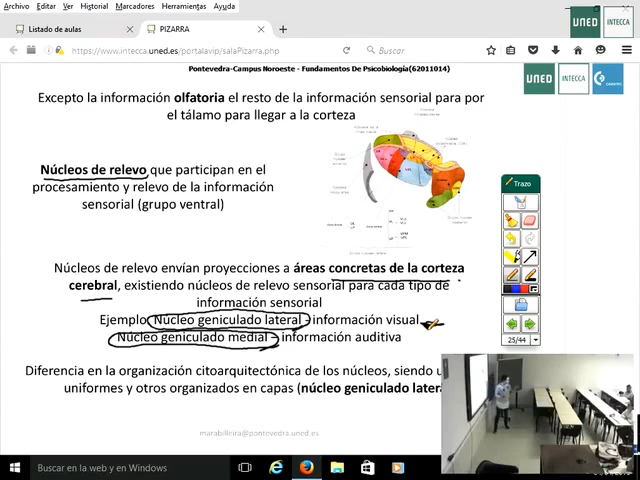 Archivo Editar Ver Historial Marcadores Herramientas Ayuda
Listado de aulas
PIZARRA
https://www.intecca.uned.es/portalavip/salaPizarra.php
Buscar
UNED
INTECCA
Pontevedra-Campus Noroeste - Fundamentos De Psicobiología(62011014)
UNED
INTECCA
Excepto la información olfatoria el resto de la información sensorial para por
el tálamo para llegar a la corteza
Núcleos de relevo que participan en el
procesamiento y relevo de la información
sensorial (grupo ventral)
Trazo
Núcleos de relevo envían proyecciones a áreas concretas de la corteza
cerebral, existiendo núcleos de relevo sensorial para cada tipo de
información sensorial
Ejemplo Núcleo geniculado lateral – información visual
Núcleo geniculado medial – información auditiva
25/44
Diferencia en la organización citoarquitectónica de los núcleos, siendo u
uniformes y otros organizados en capas (núcleo geniculado latera
marabilleira@pontevedra.uned.es
Buscar en la web y en Windows